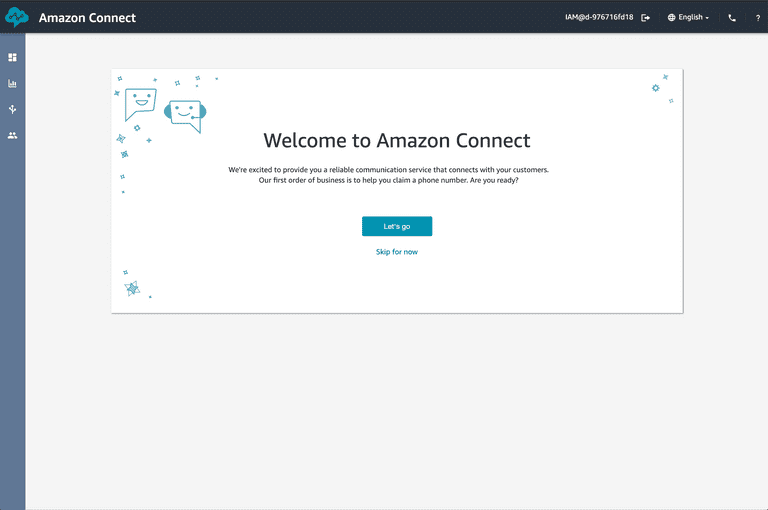 Amazon Connect
IAM@d-976716fd18
English
?
Welcome to Amazon Connect
We're excited to provide you a reliable communication service that connects with your customers.
Our first order of business is to help you claim a phone number. Are you ready?
Let's go
Skip for now